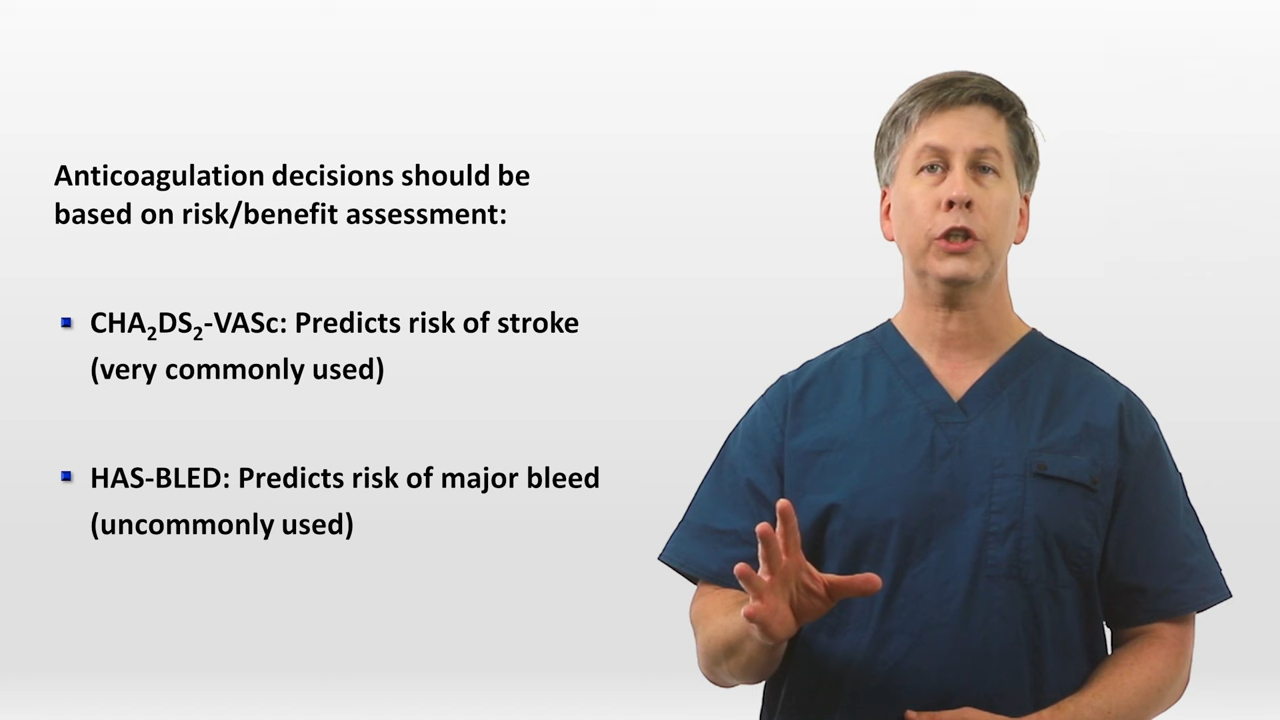 Anticoagulation decisions should be
based on risk/benefit assessment:
CHA₂DS₂-VASc: Predicts risk of stroke
(very commonly used)
HAS-BLED: Predicts risk of major bleed
(uncommonly used)